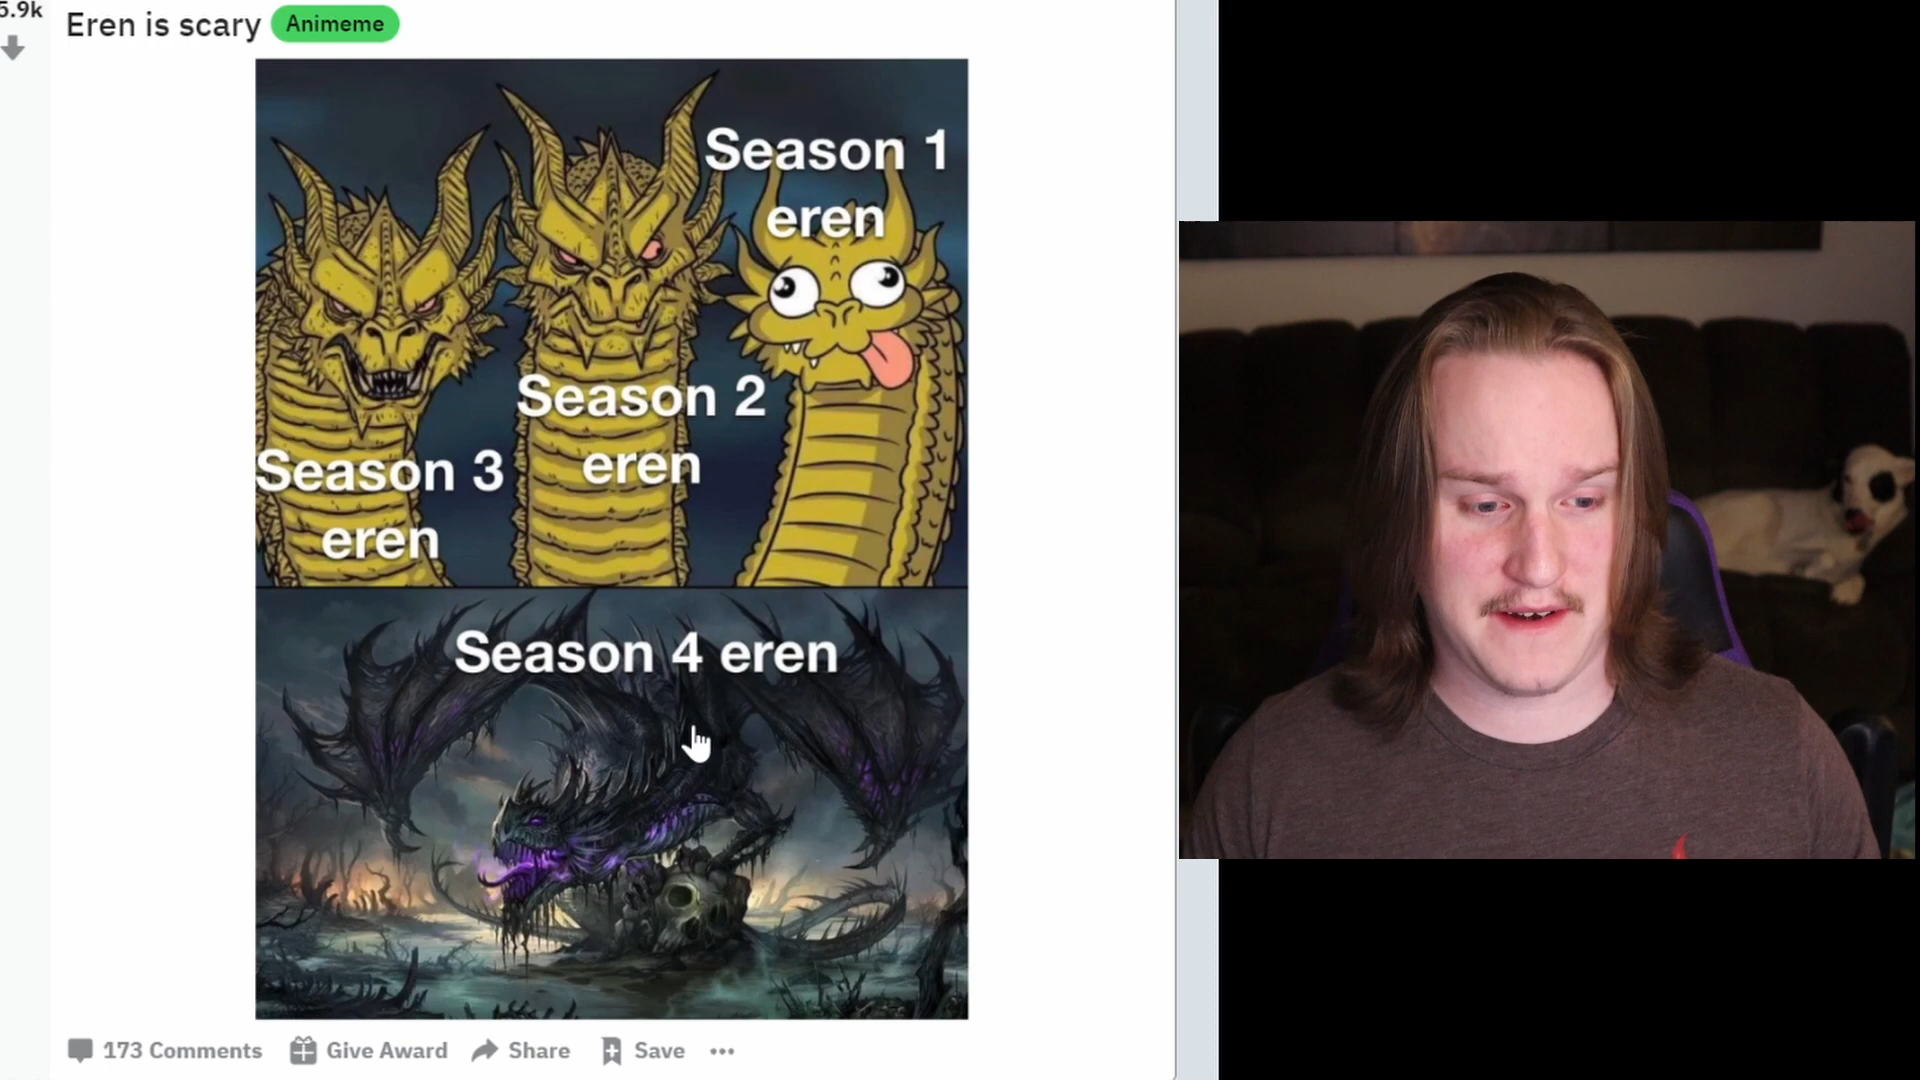 5.9k
Eren is scary
Animeme
Season 1
eren
Season 2
eren
Season 3
eren
Season 4 eren
173 Comments
Give Award
Share
Save